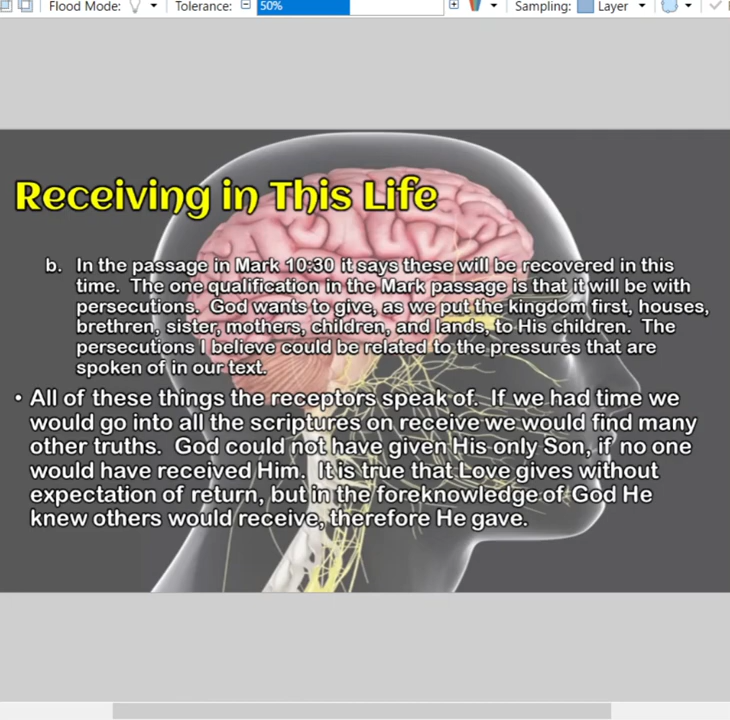 Flood Mode: Tolerance: 50% Sampling: Layer
Receiving in This Life
b. In the passage in Mark 10:30 it says these will be recovered in this
time. The one qualification in the Mark passage is that it will be with
persecutions. God wants to give, as we put the kingdom first, houses,
brethren, sister, mothers, children, and lands, to His children. The
persecutions I believe could be related to the pressures that are
spoken of in our text.
• All of these things the receptors speak of. If we had time we
would go into all the scriptures on receive we would find many
other truths. God could not have given His only Son, if no one
would have received Him. It is true that Love gives without
expectation of return, but in the foreknowledge of God He
knew others would receive, therefore He gave.